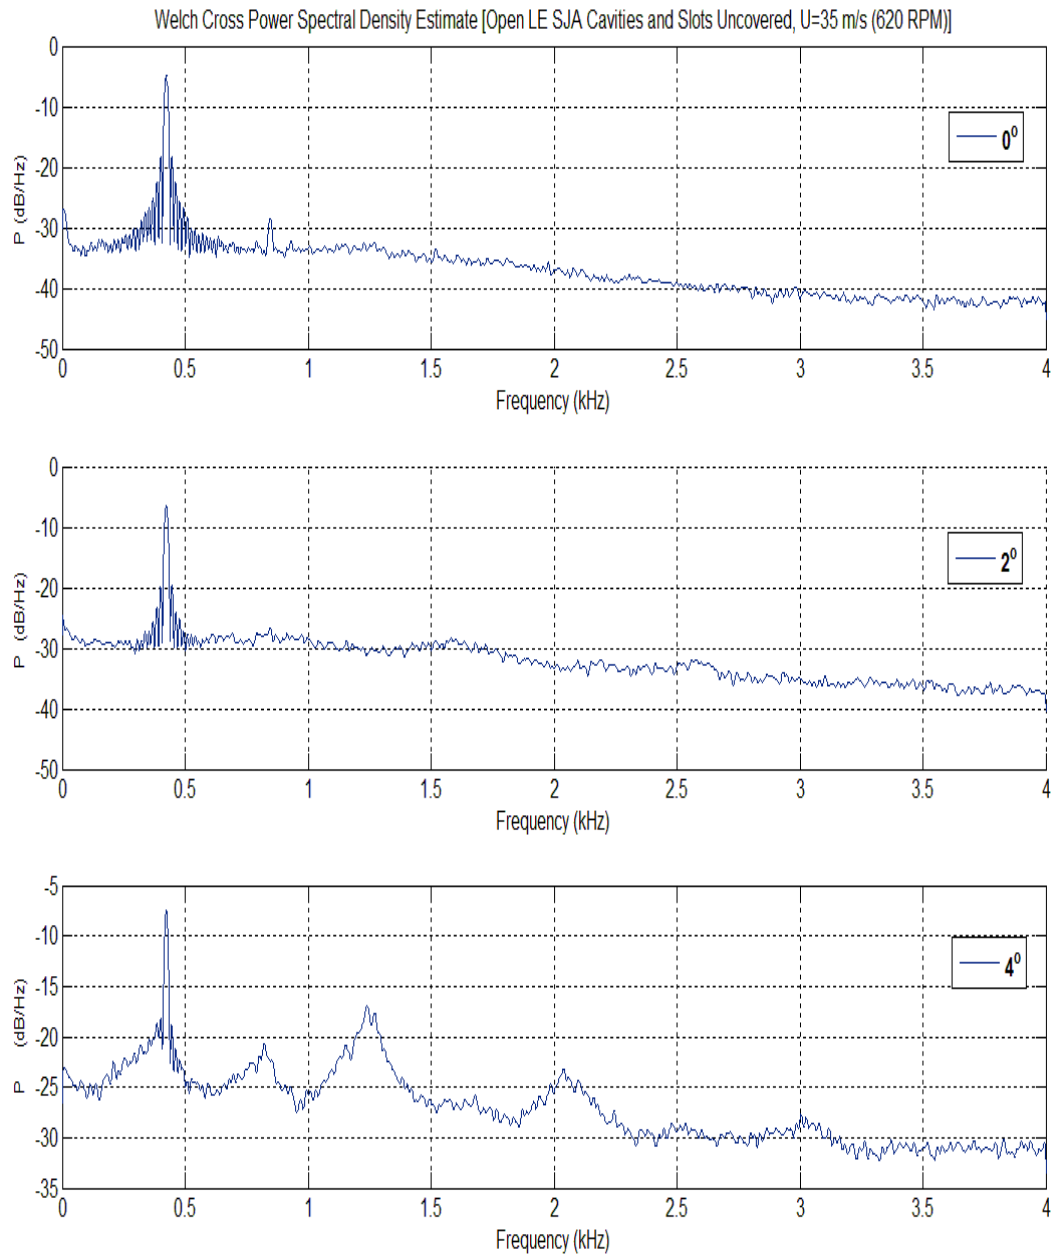 Welch Cross Power Spectral Density Estimate [Open LE SJA Cavities and Slots Uncovered, U=35 m/s (620 RPM)]
0
-10
-20
-30
-40
-50
P (dB/Hz)
0⁰
0 0.5 1 1.5 2 2.5 3 3.5 4
Frequency (kHz)
0
-10
-20
-30
-40
-50
P (dB/Hz)
2⁰
0 0.5 1 1.5 2 2.5 3 3.5 4
Frequency (kHz)
-5
-10
-15
-20
-25
-30
-35
P (dB/Hz)
4⁰
0 0.5 1 1.5 2 2.5 3 3.5 4
Frequency (kHz)